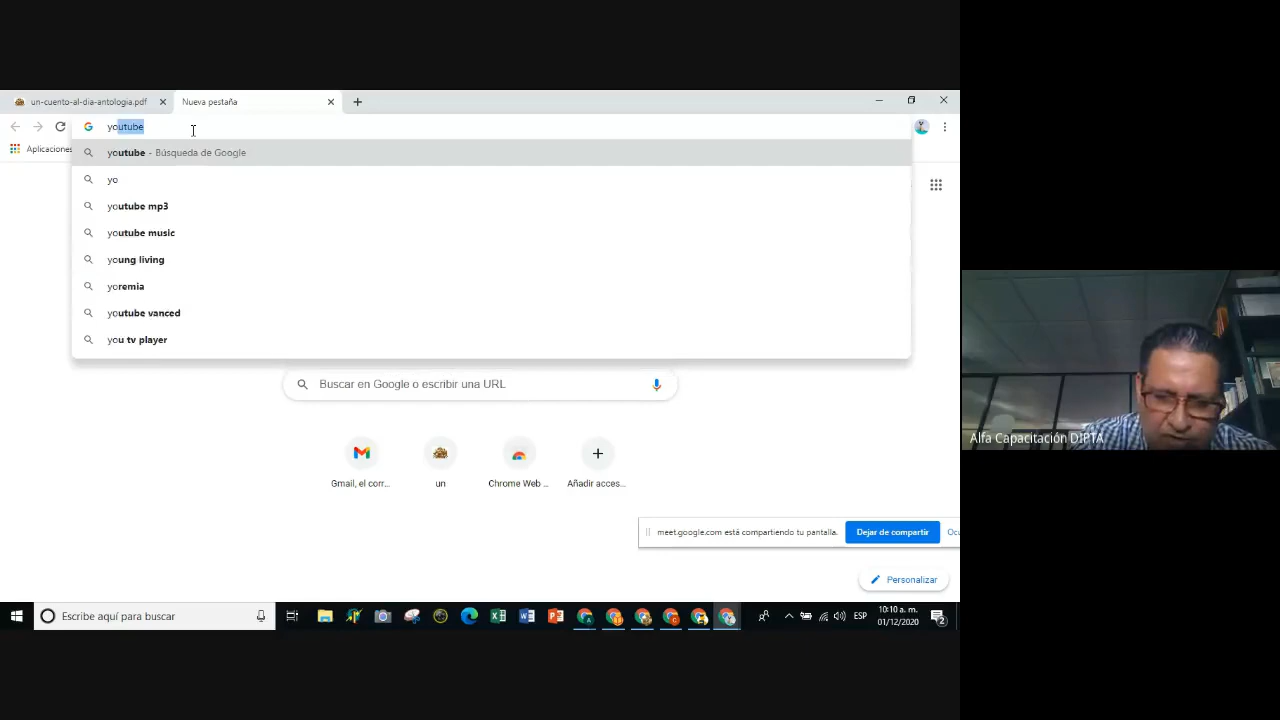 un-cuento-al-dia-antologia.pdf
Nueva pestaña
youtube
Aplicaciones
youtube - Búsqueda de Google
yo
youtube mp3
youtube music
young living
yoremia
youtube vanced
you tv player
Buscar en Google o escribir una URL
Gmail, el corr...
un
Chrome Web ...
Añadir acces...
meet.google.com está compartiendo tu pantalla.
Dejar de compartir
Ocu
Personalizar
Alfa Capacitación DIPTA
Escribe aquí para buscar
ESP
10:10 a. m.
01/12/2020
2